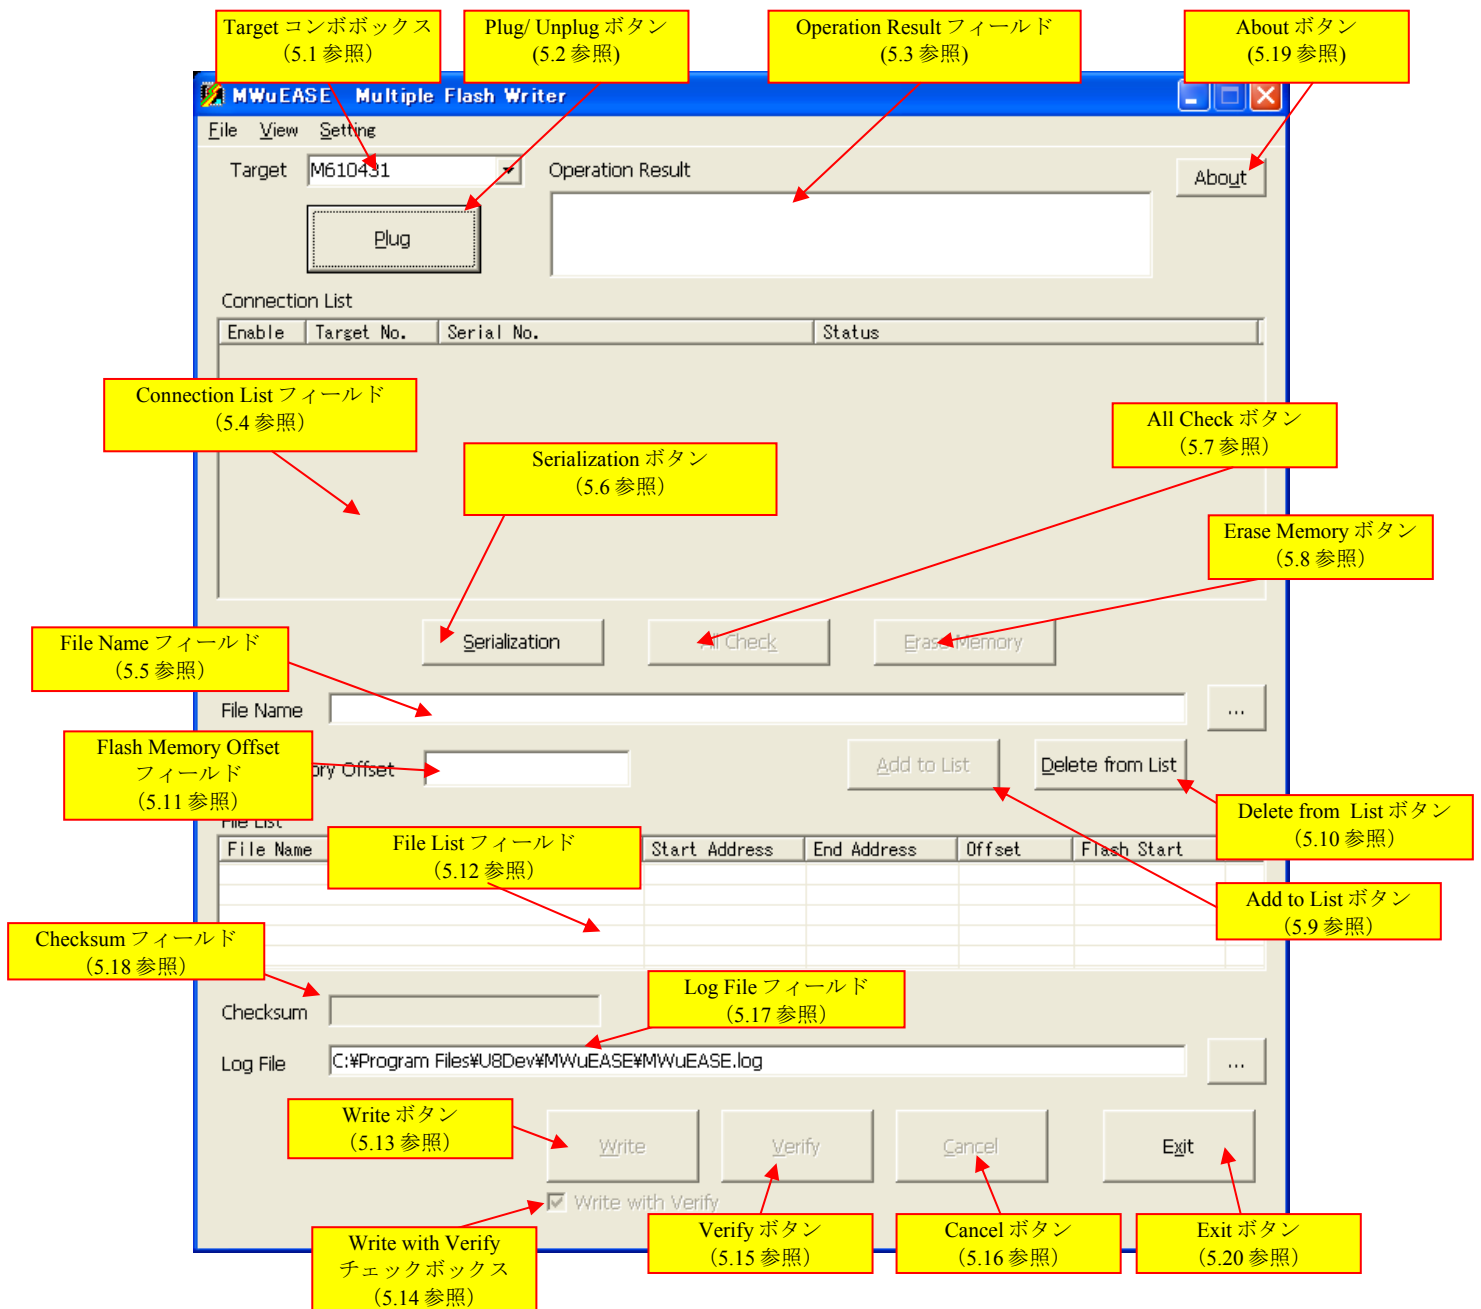 Target コンボボックス
（5.1 参照）
Plug/ Unplug ボタン
(5.2 参照)
Operation Result フィールド
(5.3 参照)
About ボタン
(5.19 参照)
MWuEASE Multiple Flash Writer
File View Setting
Target M610431
Operation Result
About
Plug
Connection List
Enable Target No. Serial No. Status
Connection List フィールド
（5.4 参照）
All Check ボタン
（5.7 参照）
Serialization ボタン
（5.6 参照）
Erase Memory ボタン
（5.8 参照）
Serialization
All Check
Erase Memory
File Name フィールド
（5.5 参照）
File Name
...
Flash Memory Offset
フィールド
（5.11 参照）
ory Offset
Add to List
Delete from List
Delete from List ボタン
（5.10 参照）
File List
File Name Start Address End Address Offset Flash Start
File List フィールド
（5.12 参照）
Add to List ボタン
（5.9 参照）
Checksum フィールド
（5.18 参照）
Log File フィールド
（5.17 参照）
Checksum
Log File C:¥Program Files¥U8Dev¥MWuEASE¥MWuEASE.log
...
Write ボタン
（5.13 参照）
Write
Verify
Cancel
Exit
Write with Verify
Write with Verify
チェックボックス
（5.14 参照）
Verify ボタン
（5.15 参照）
Cancel ボタン
（5.16 参照）
Exit ボタン
（5.20 参照）